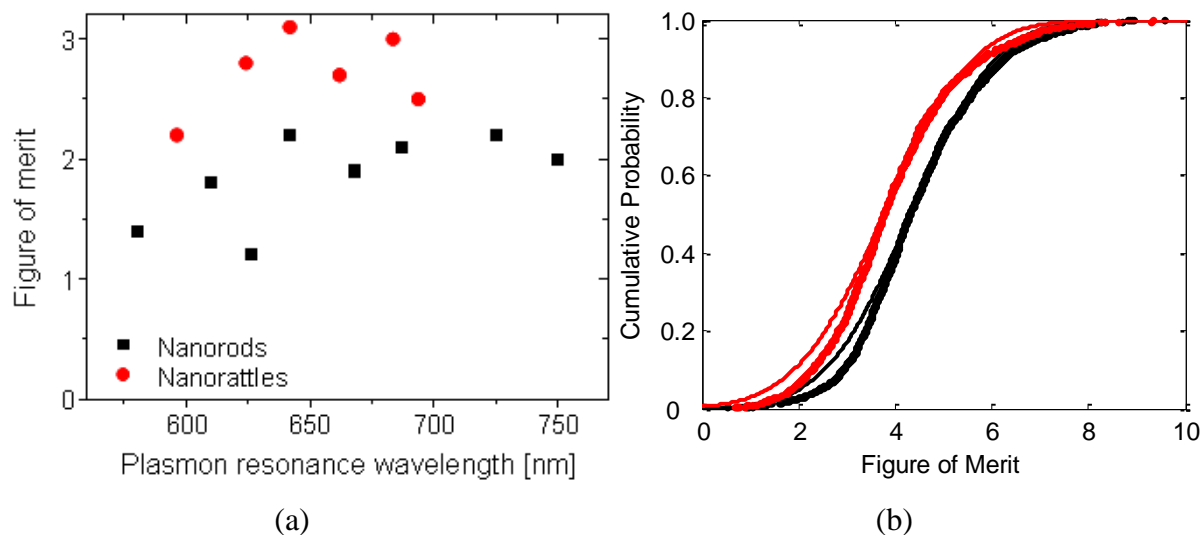 3
2
1
0
Figure of merit
Nanorods
Nanorattles
600 650 700 750
Plasmon resonance wavelength [nm]
(a)
1.0
0.8
0.6
0.4
0.2
0
Cumulative Probability
0 2 4 6 8 10
Figure of Merit
(b)